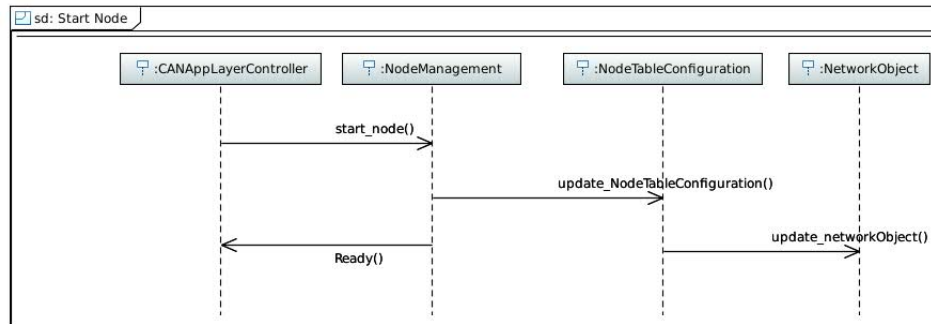 sd: Start Node
:CANAppLayerController
:NodeManagement
:NodeTableConfiguration
:NetworkObject
start_node()
update_NodeTableConfiguration()
update_networkObject()
Ready()